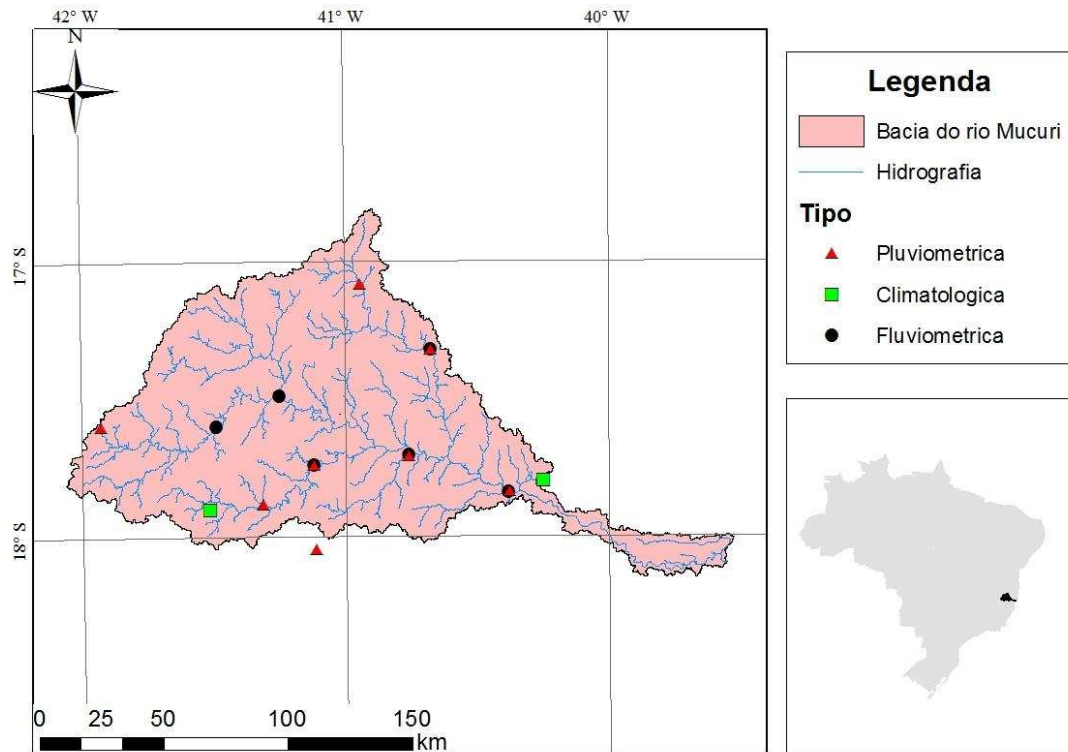 42° W
41° W
40° W
N
17° S
18° S
0
25
50
100
150
km
Legenda
Bacia do rio Mucuri
Hidrografia
Tipo
Pluviometrica
Climatologica
Fluviometrica